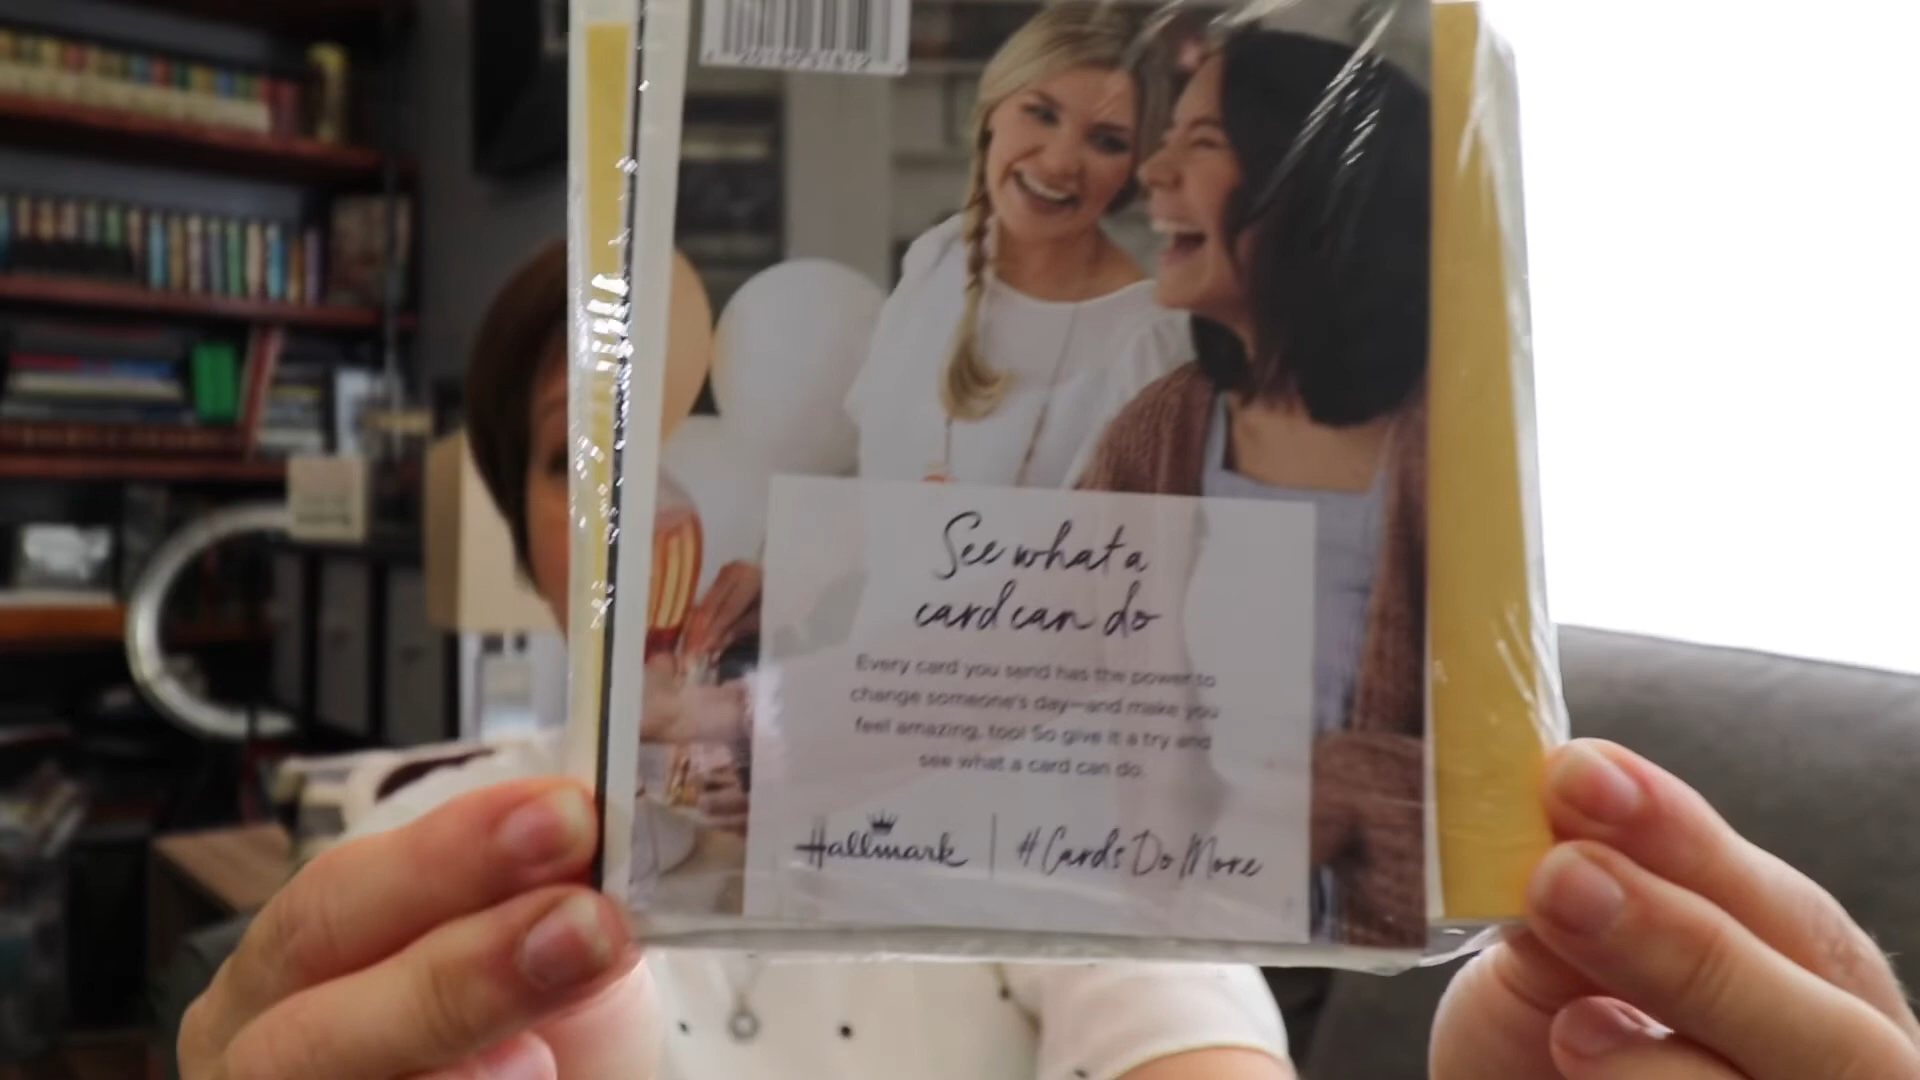 See what a
card can do
Every card you send has the power to
change someone's day—and make you
feel amazing, too! So give it a try and
see what a card can do.
Hallmark | #CardsDoMore